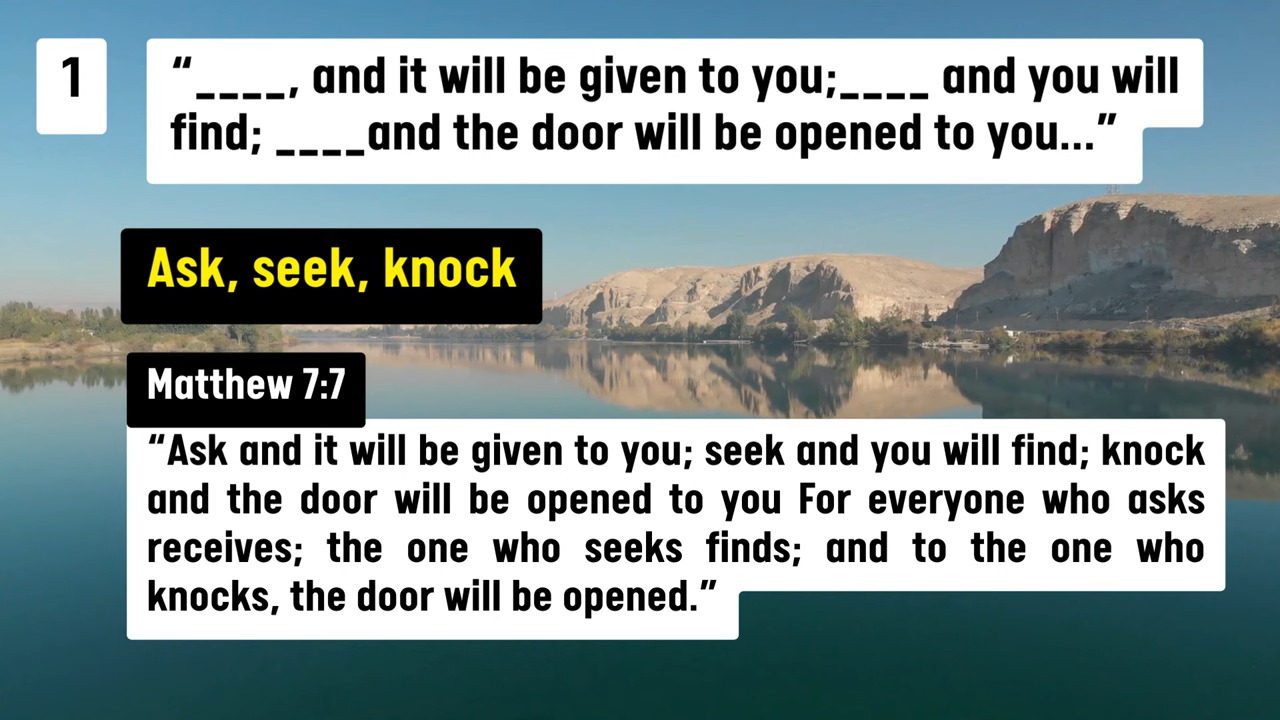 1
“____, and it will be given to you;____ and you will
find; ____and the door will be opened to you...”
Ask, seek, knock
Matthew 7:7
“Ask and it will be given to you; seek and you will find; knock
and the door will be opened to you For everyone who asks
receives; the one who seeks finds; and to the one who
knocks, the door will be opened.”